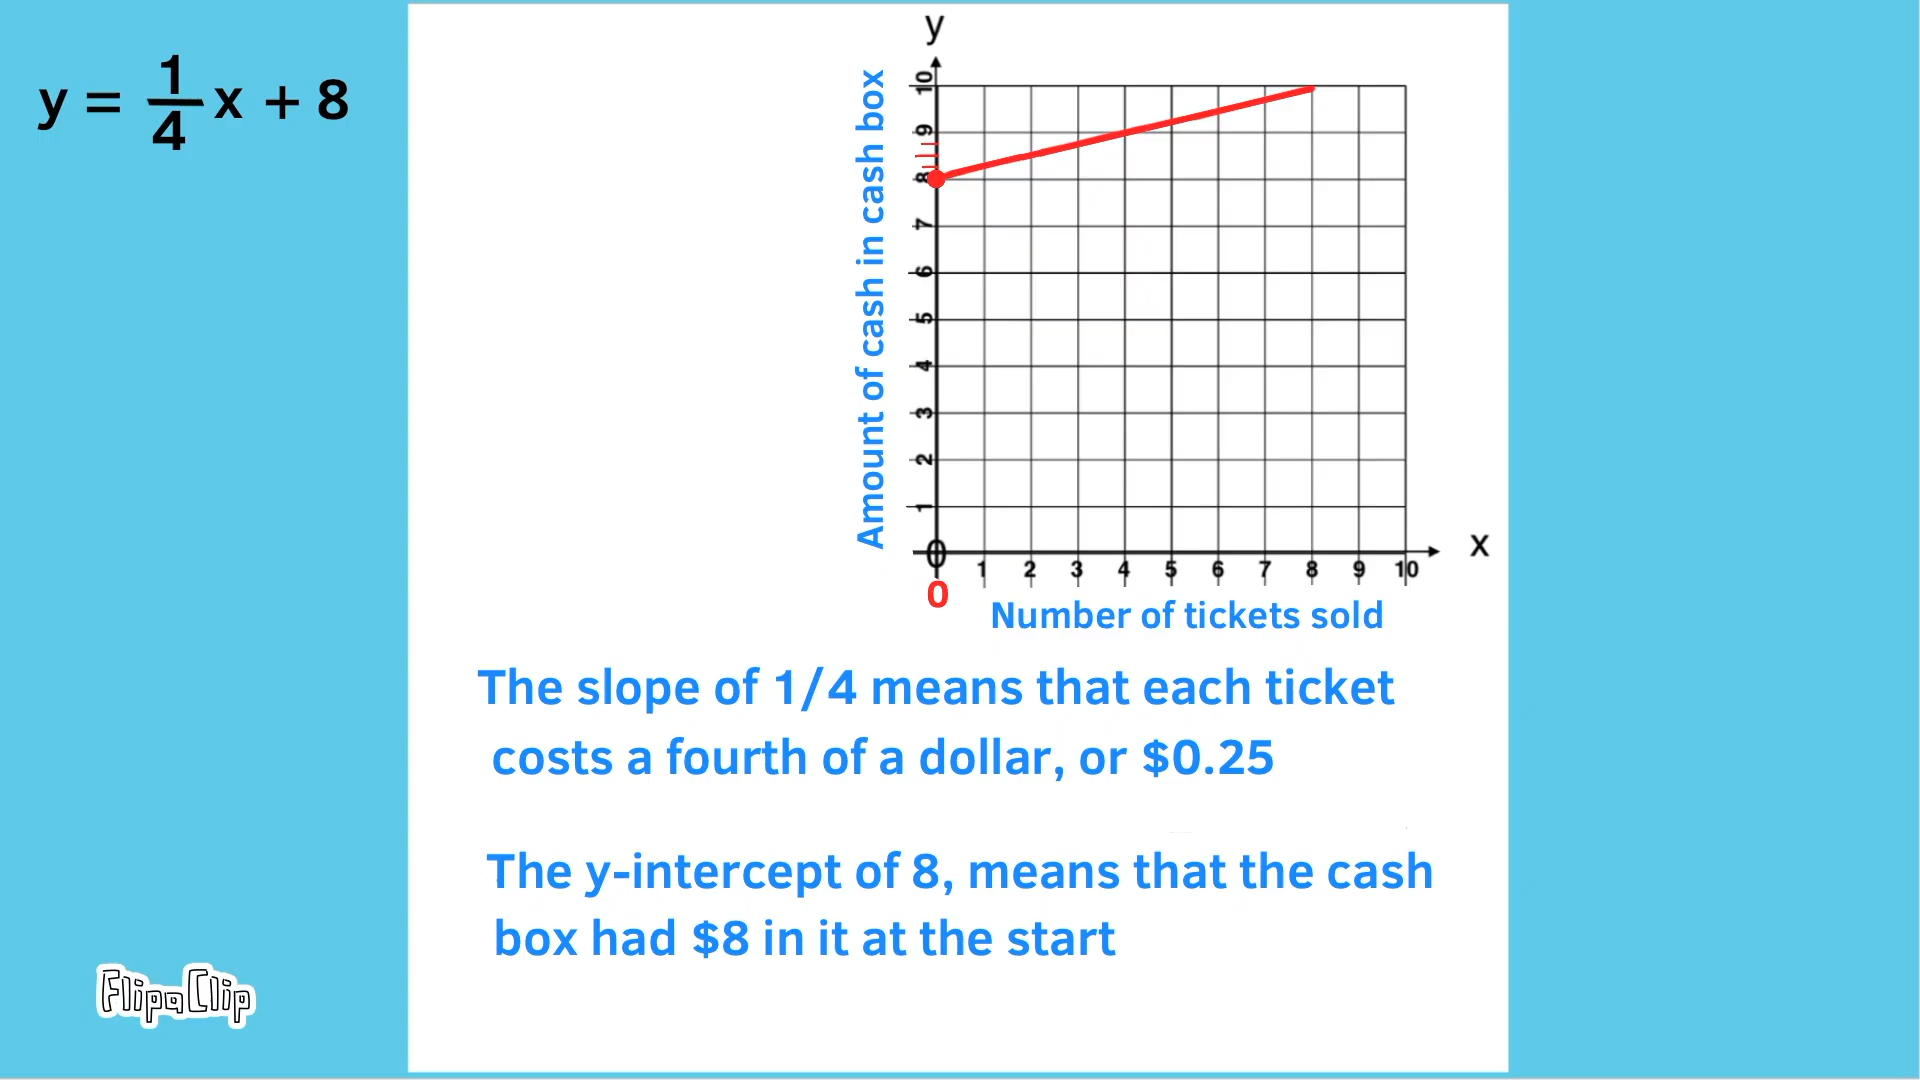 y = 1/4 x + 8
y
Amount of cash in cash box
10
9
8
7
6
5
4
3
2
1
0
1 2 3 4 5 6 7 8 9 10
x
0
Number of tickets sold
The slope of 1/4 means that each ticket
costs a fourth of a dollar, or $0.25
The y-intercept of 8, means that the cash
box had $8 in it at the start
FlipaClip